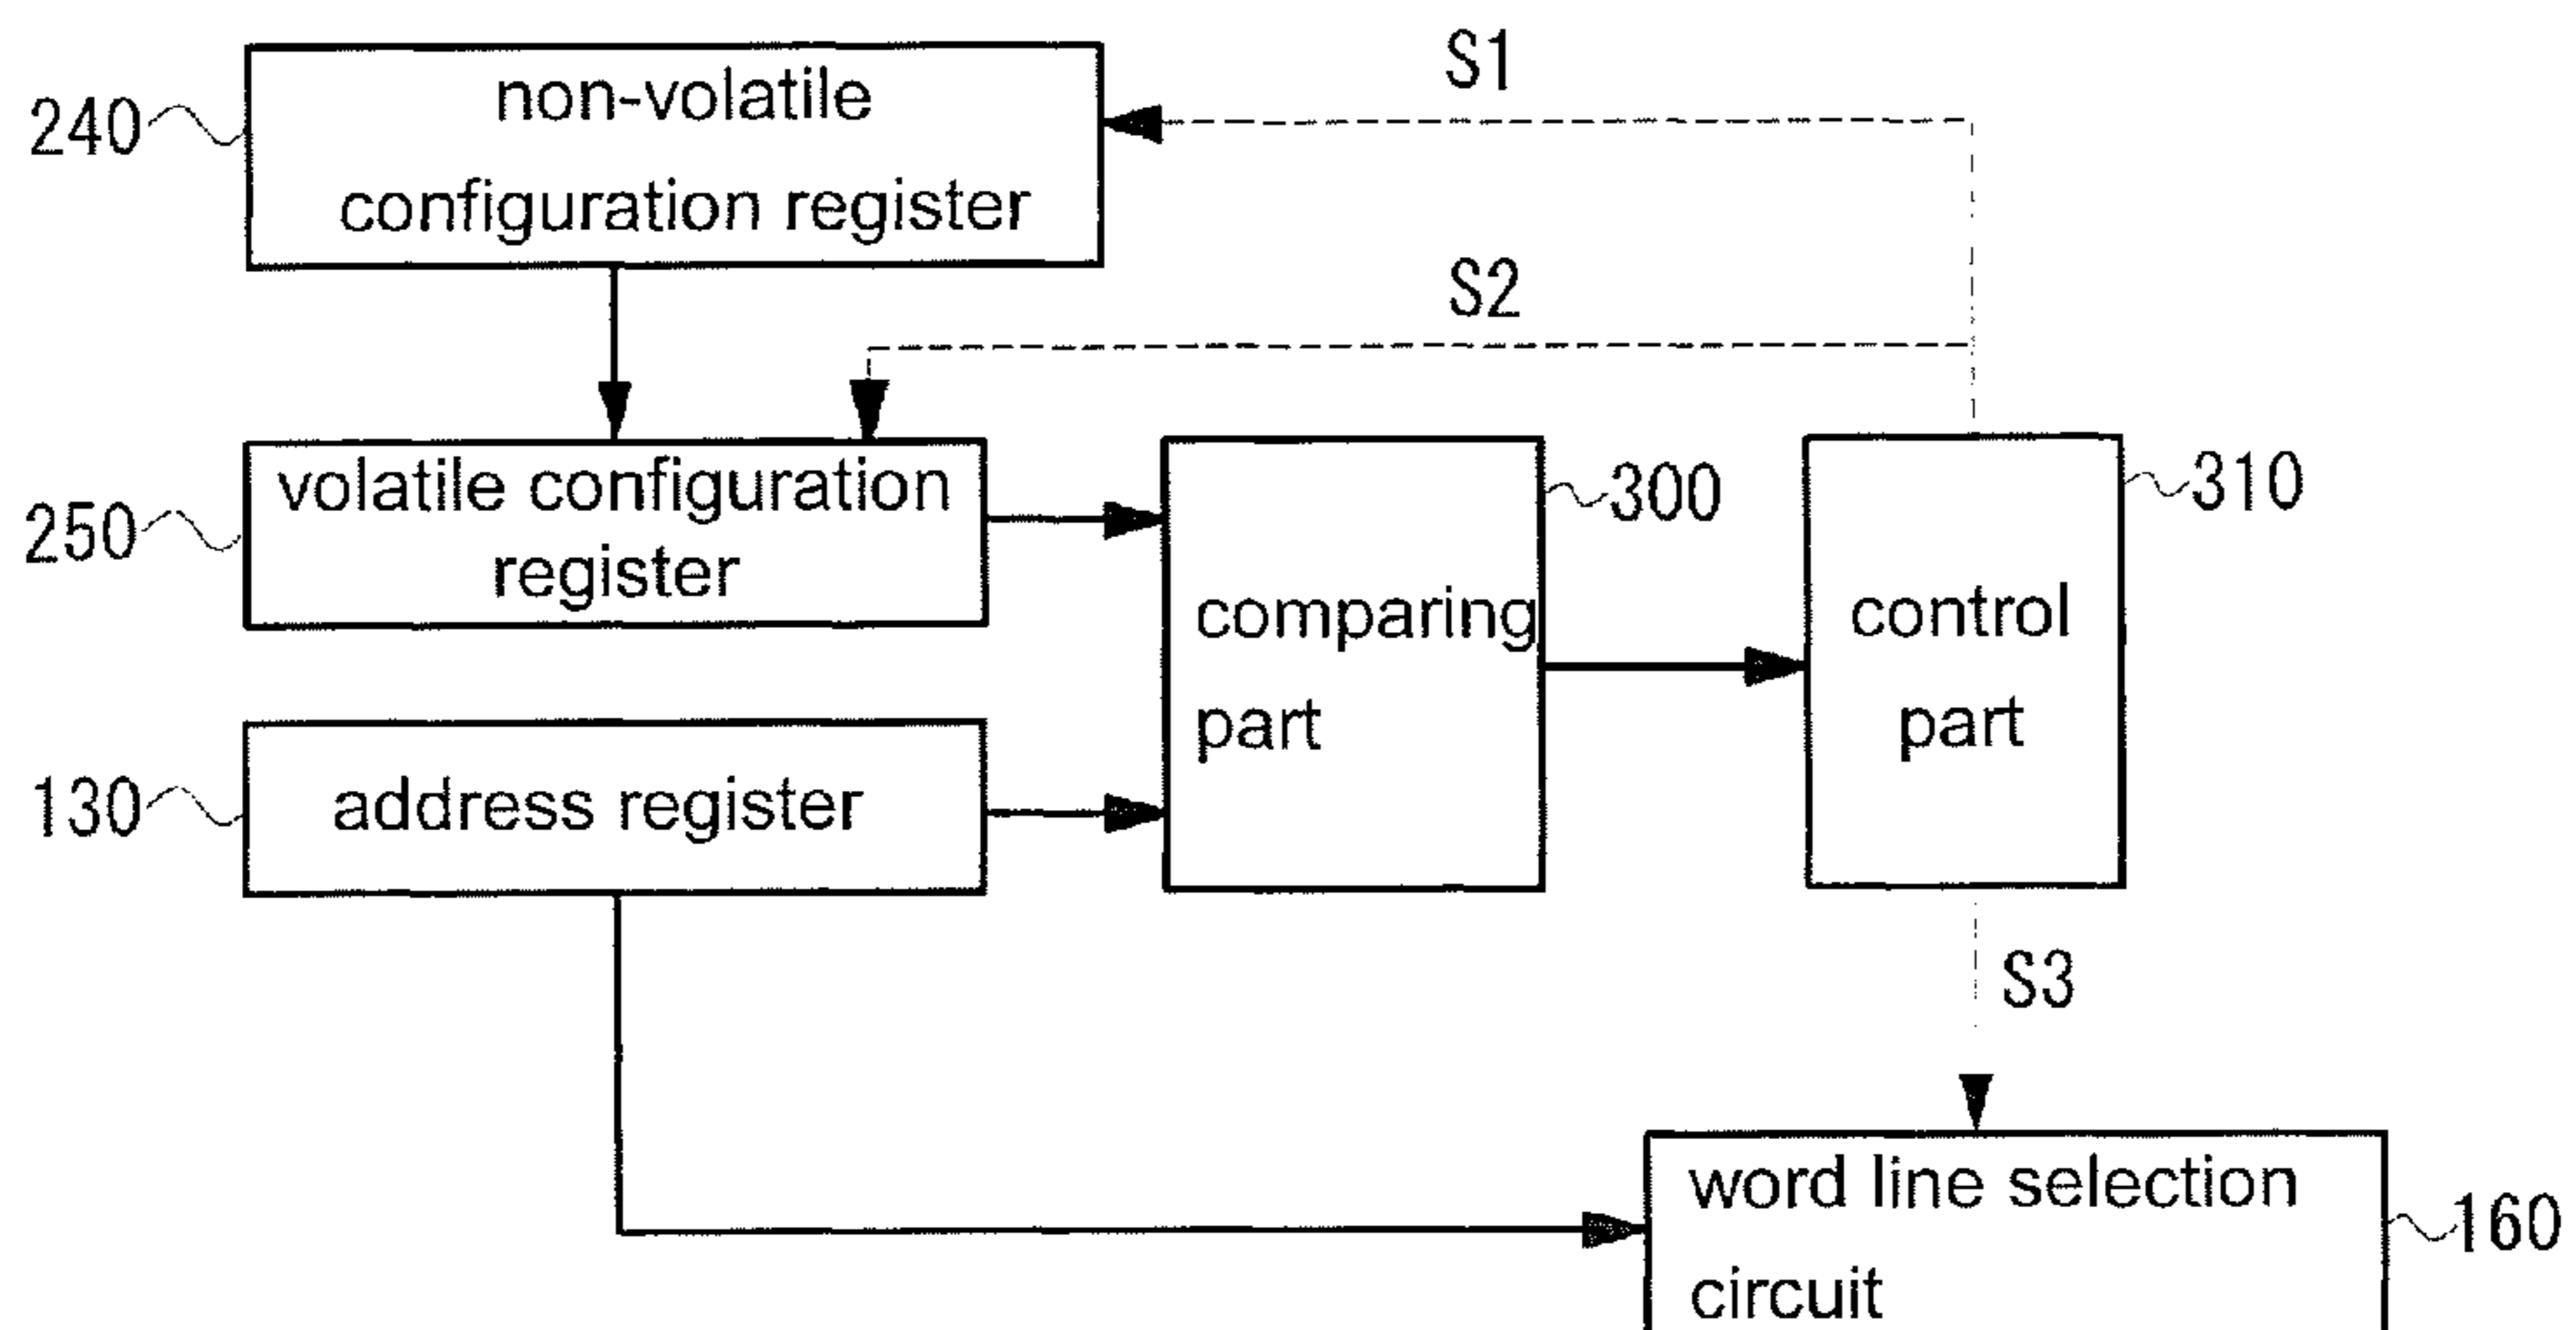 S1
240
non-volatile
configuration register
S2
250
volatile configuration
register
300
310
comparing
part
control
part
130
address register
S3
word line selection
circuit
160